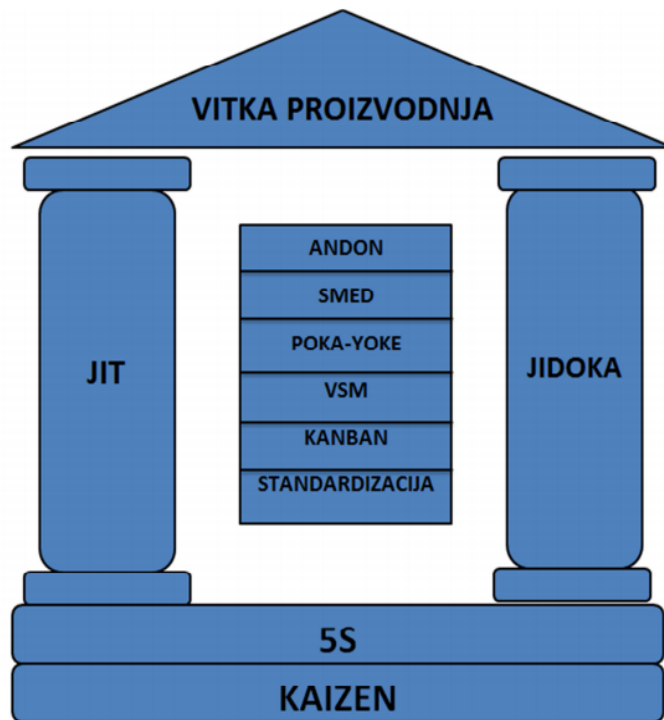 VITKA PROIZVODNJA
JIT
ANDON
SMED
POKA-YOKE
VSM
KANBAN
STANDARDIZACIJA
JIDOKA
5S
KAIZEN